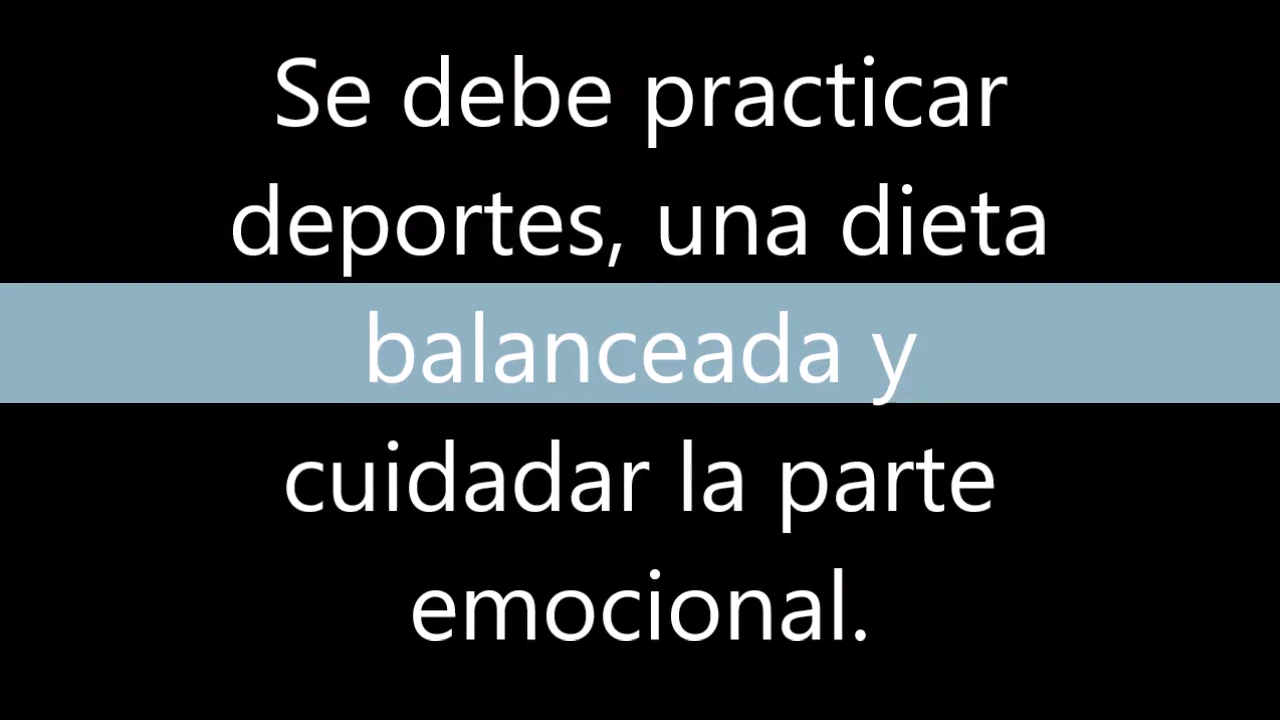 Se debe practicar
deportes, una dieta
balanceada y
cuidadar la parte
emocional.